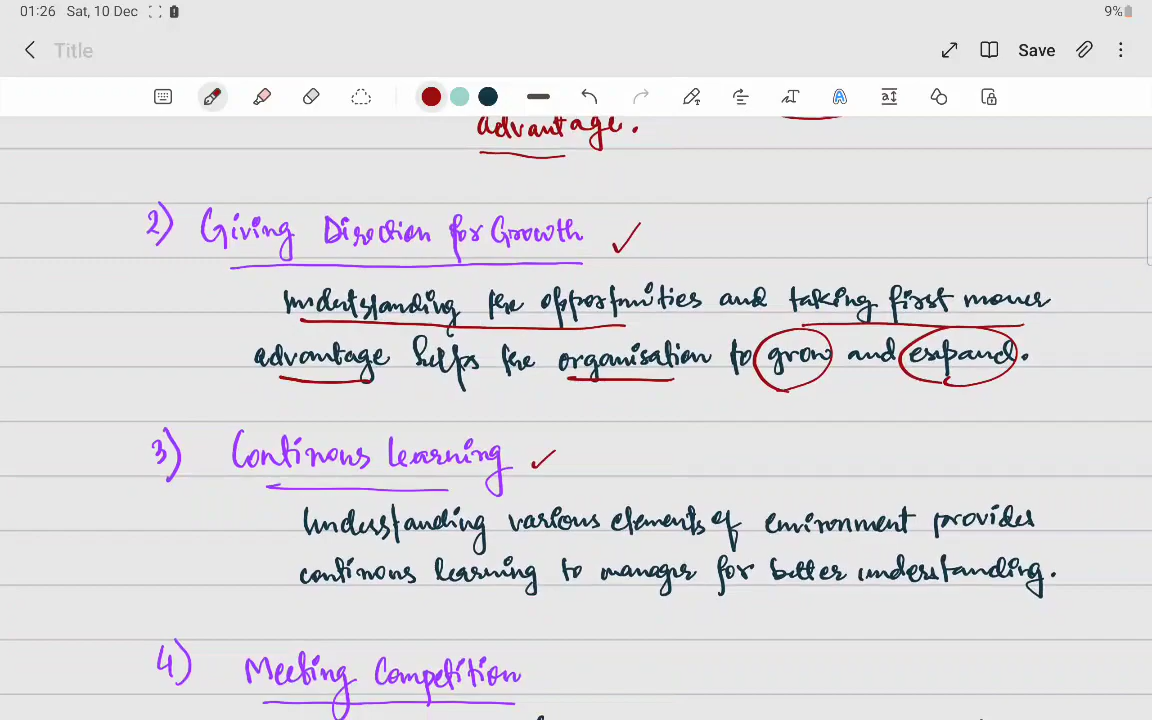 01:26 Sat, 10 Dec
9%
Title
Save
advantage.
2) Giving Direction for Growth ✓
Understanding the opportunities and taking first mover
advantage helps the organisation to grow and expand.
3) Continous learning ✓
Understanding various elements of environment provides
continous learning to manager for better understanding.
4) Meeting Competition